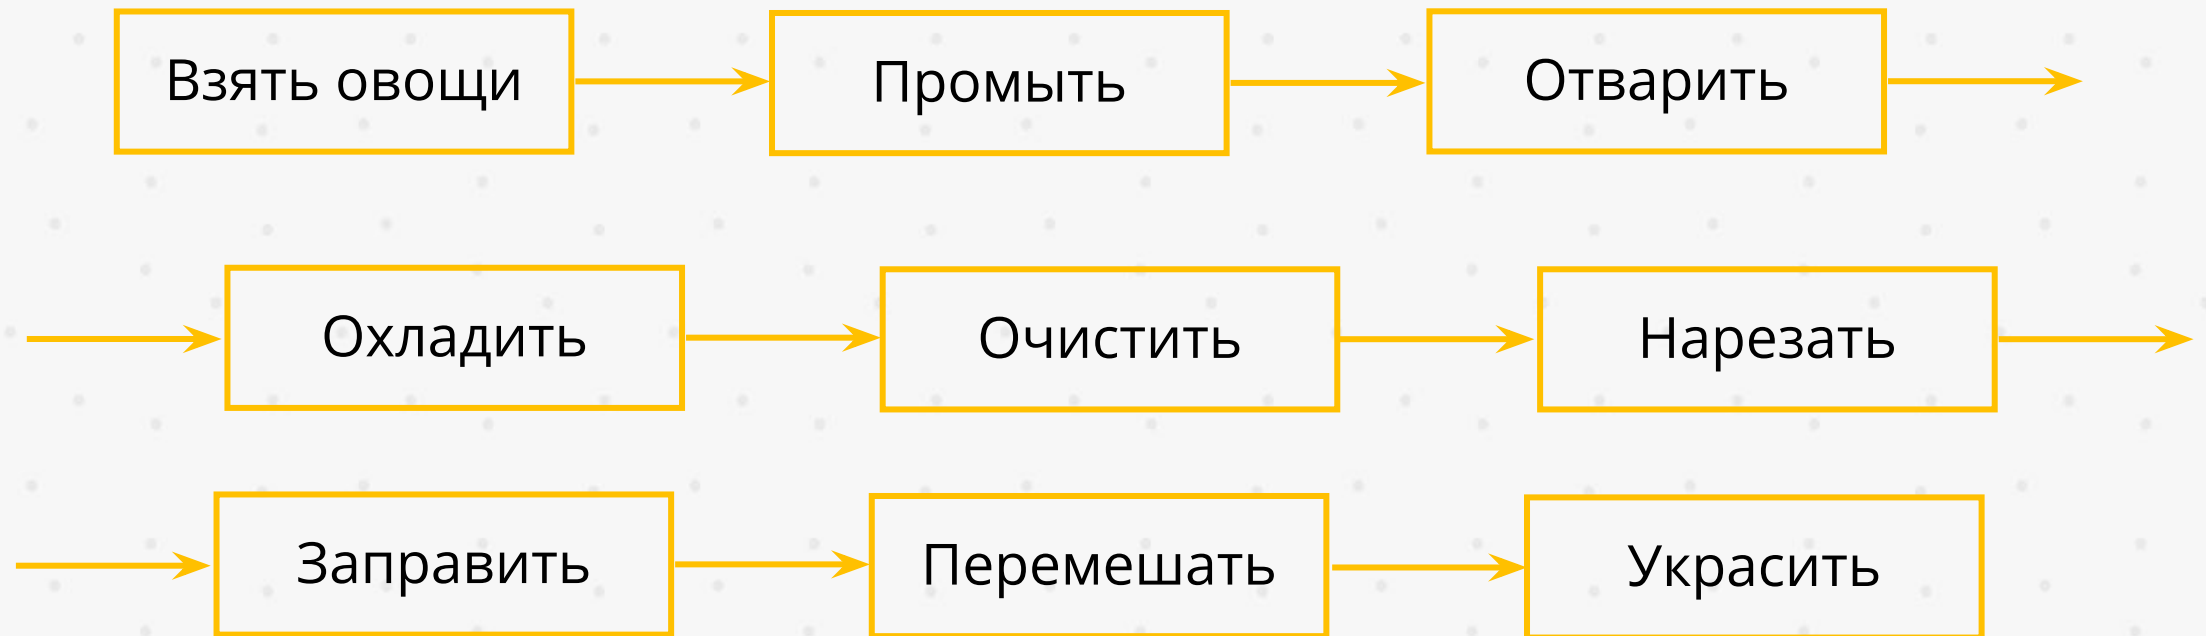 Взять овощи
Промыть
Отварить
Охладить
Очистить
Нарезать
Заправить
Перемешать
Украсить